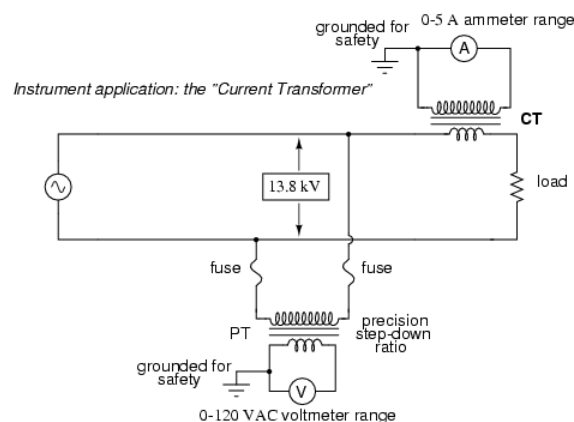 grounded for
safety
0-5 A ammeter range
A
Instrument application: the "Current Transformer"
CT
13.8 kV
load
fuse
fuse
PT
precision
step-down
ratio
grounded for
safety
V
0-120 VAC voltmeter range